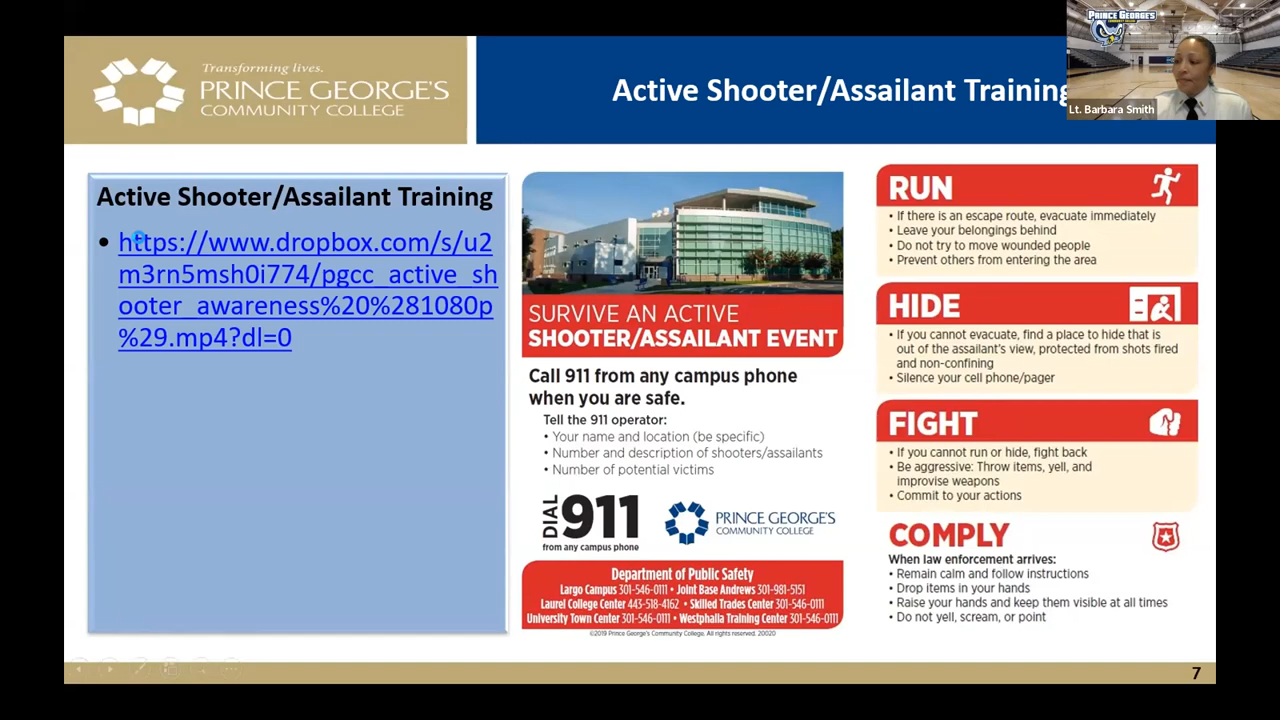 Transforming lives.
PRINCE GEORGE'S
COMMUNITY COLLEGE
Active Shooter/Assailant Training
PRINCE GEORGE'S
Lt. Barbara Smith
Active Shooter/Assailant Training
• https://www.dropbox.com/s/u2
m3rn5msh0i774/pgcc_active_sh
ooter_awareness%20%281080p
%29.mp4?dl=0
SURVIVE AN ACTIVE
SHOOTER/ASSAILANT EVENT
Call 911 from any campus phone
when you are safe.
Tell the 911 operator:
• Your name and location (be specific)
• Number and description of shooters/assailants
• Number of potential victims
DIAL 911
from any campus phone
PRINCE GEORGE'S
COMMUNITY COLLEGE
Department of Public Safety
Largo Campus 301-546-0111 • Joint Base Andrews 301-981-5151
Laurel College Center 443-518-4162 • Skilled Trades Center 301-546-0111
University Town Center 301-546-0111 • Westphalia Training Center 301-546-0111
©2019 Prince George's Community College. All rights reserved. 20020
RUN
• If there is an escape route, evacuate immediately
• Leave your belongings behind
• Do not try to move wounded people
• Prevent others from entering the area
HIDE
• If you cannot evacuate, find a place to hide that is
out of the assailant's view, protected from shots fired
and non-confining
• Silence your cell phone/pager
FIGHT
• If you cannot run or hide, fight back
• Be aggressive: Throw items, yell, and
improvise weapons
• Commit to your actions
COMPLY
When law enforcement arrives:
• Remain calm and follow instructions
• Drop items in your hands
• Raise your hands and keep them visible at all times
• Do not yell, scream, or point
7